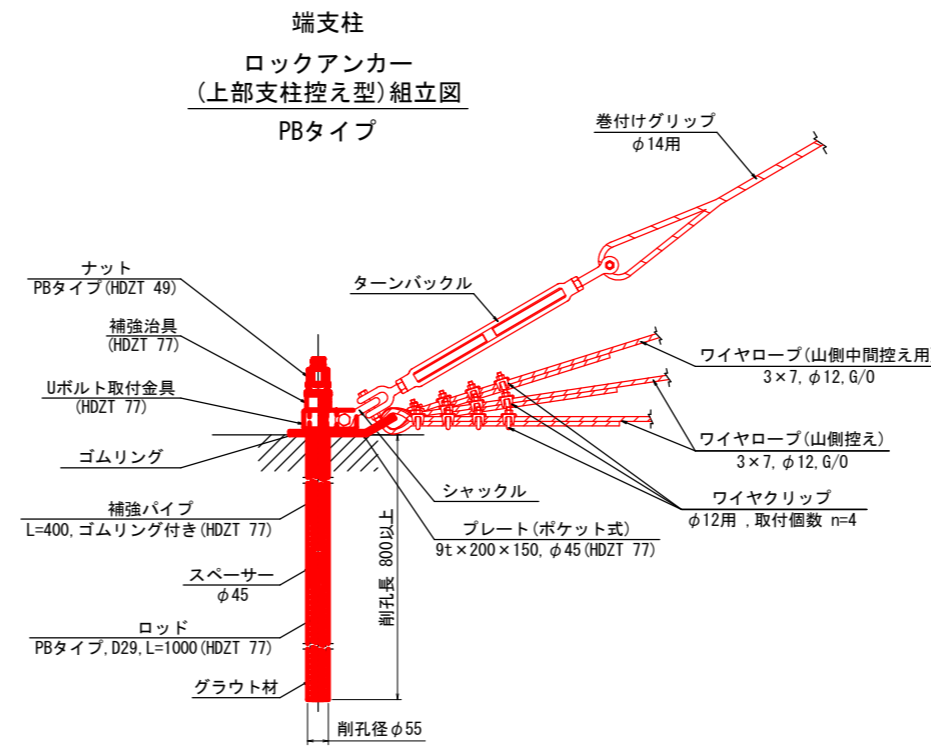 端支柱
ロックアンカー
(上部支柱控え型)組立図
PBタイプ
巻付けグリップ
φ14用
ナット
PBタイプ(HDZT 49)
ターンバックル
補強治具
(HDZT 77)
Uボルト取付金具
(HDZT 77)
ワイヤロープ(山側中間控え用)
3×7, φ12, G/O
ワイヤロープ(山側控え)
3×7, φ12, G/O
ゴムリング
シャックル
ワイヤクリップ
φ12用 , 取付個数 n=4
補強パイプ
L=400, ゴムリング付き(HDZT 77)
プレート(ポケット式)
9t×200×150, φ45(HDZT 77)
削孔長 800以上
スペーサー
φ45
ロッド
PBタイプ, D29, L=1000(HDZT 77)
グラウト材
削孔径φ55